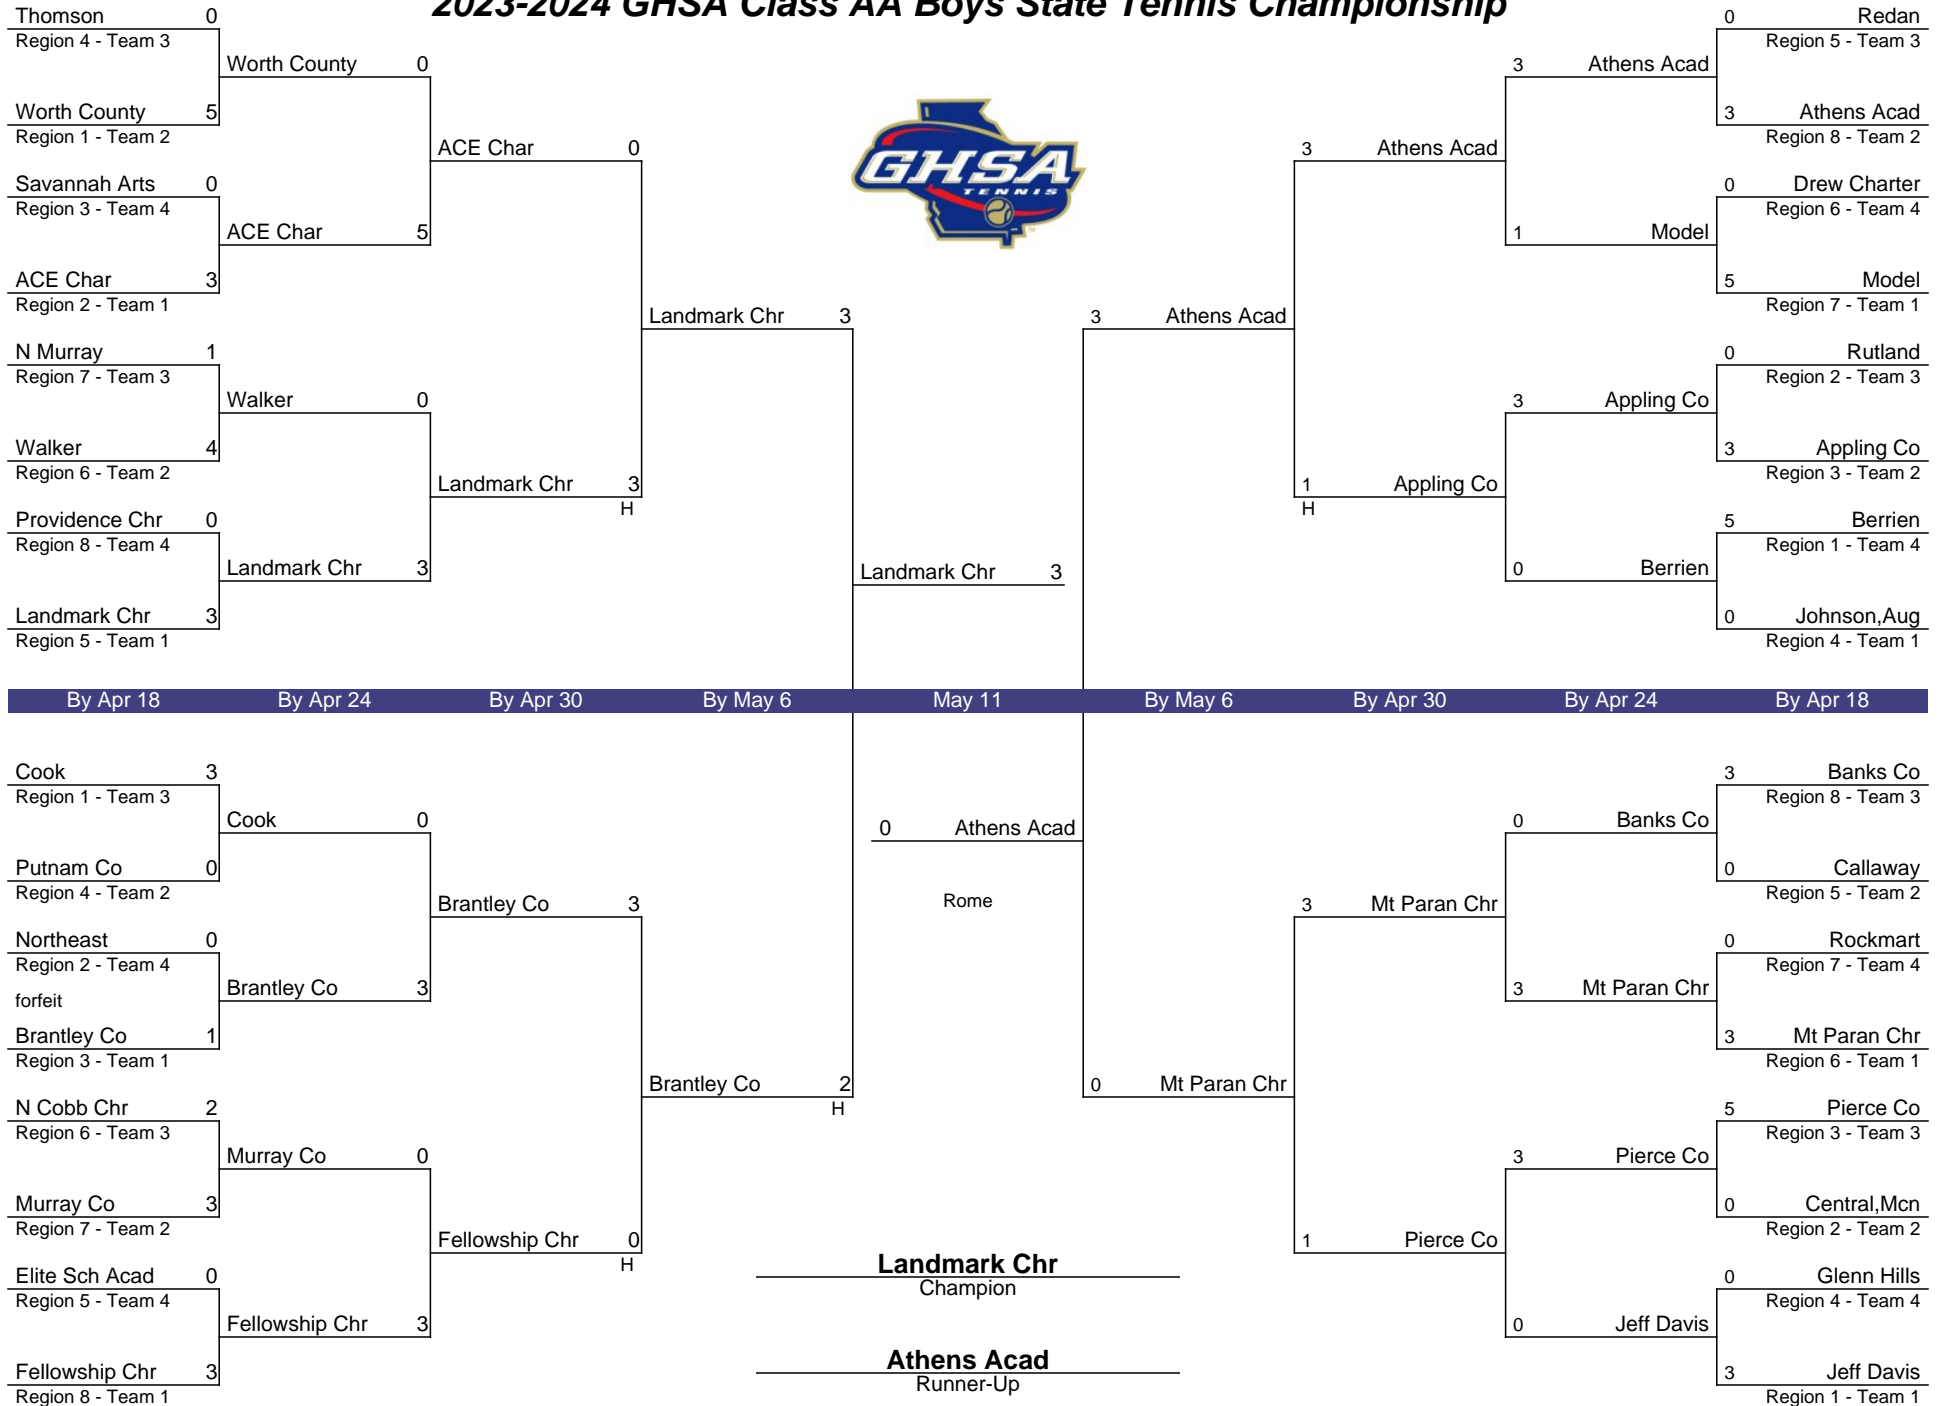 2023-2024 GHSA Class AA Boys State Tennis Championship
Thomson 0
Region 4 - Team 3
Worth County 0
Worth County 5
Region 1 - Team 2
ACE Char 0
Savannah Arts 0
Region 3 - Team 4
ACE Char 5
ACE Char 3
Region 2 - Team 1
Landmark Chr 3
N Murray 1
Region 7 - Team 3
Walker 0
Walker 4
Region 6 - Team 2
Landmark Chr 3
H
Providence Chr 0
Region 8 - Team 4
Landmark Chr 3
Landmark Chr 3
Region 5 - Team 1
Landmark Chr 3
GHSA
TENNIS
0 Redan
Region 5 - Team 3
3 Athens Acad
3 Athens Acad
Region 8 - Team 2
3 Athens Acad
0 Drew Charter
Region 6 - Team 4
1 Model
5 Model
Region 7 - Team 1
3 Athens Acad
0 Rutland
Region 2 - Team 3
3 Appling Co
3 Appling Co
Region 3 - Team 2
1 Appling Co
H
5 Berrien
Region 1 - Team 4
0 Berrien
0 Johnson,Aug
Region 4 - Team 1
By Apr 18 By Apr 24 By Apr 30 By May 6 May 11 By May 6 By Apr 30 By Apr 24 By Apr 18
Cook 3
Region 1 - Team 3
Cook 0
Putnam Co 0
Region 4 - Team 2
Brantley Co 3
Northeast 0
Region 2 - Team 4
forfeit
Brantley Co 3
Brantley Co 1
Region 3 - Team 1
Brantley Co 2
H
N Cobb Chr 2
Region 6 - Team 3
Murray Co 0
Murray Co 3
Region 7 - Team 2
Fellowship Chr 0
H
Elite Sch Acad 0
Region 5 - Team 4
Fellowship Chr 3
Fellowship Chr 3
Region 8 - Team 1
0 Athens Acad
Rome
3 Banks Co
Region 8 - Team 3
0 Banks Co
0 Callaway
Region 5 - Team 2
3 Mt Paran Chr
0 Rockmart
Region 7 - Team 4
3 Mt Paran Chr
3 Mt Paran Chr
Region 6 - Team 1
0 Mt Paran Chr
5 Pierce Co
Region 3 - Team 3
3 Pierce Co
0 Central,Mcn
Region 2 - Team 2
1 Pierce Co
0 Glenn Hills
Region 4 - Team 4
0 Jeff Davis
3 Jeff Davis
Region 1 - Team 1
Landmark Chr
Champion
Athens Acad
Runner-Up